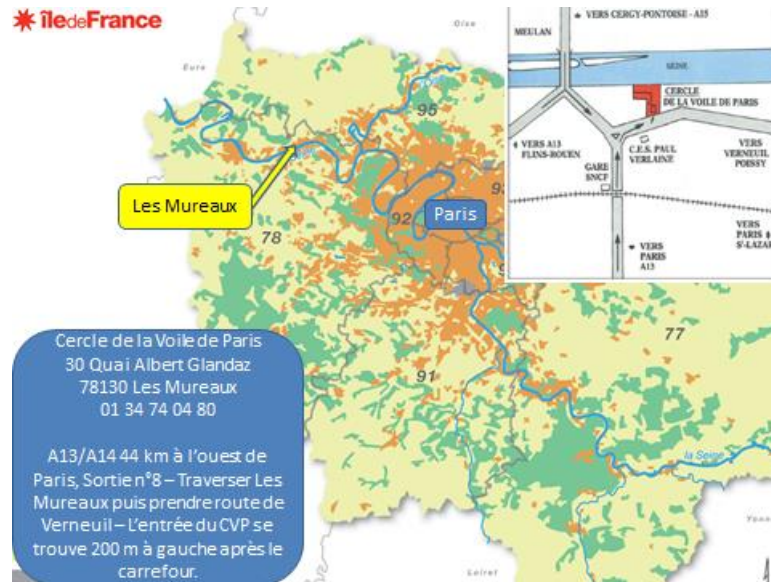 île de France
Oise
Eure
95
Les Mureaux
Paris
92
78
91
77
la Seine
Loiret
VERS CERGY-PONTOISE - A15
MEULAN
SEINE
CERCLE
DE LA VOILE DE PARIS
VERS A13
FLINS-ROUEN
C.E.S. PAUL
VERLAINE
VERS
VERNEUIL
POISSY
GARE
SNCF
VERS
PARIS
A13
VERS
PARIS
St-LAZAR
Cercle de la Voile de Paris
30 Quai Albert Glandaz
78130 Les Mureaux
01 34 74 04 80
A13/A14 44 km à l'ouest de
Paris, Sortie n°8 – Traverser Les
Mureaux puis prendre route de
Verneuil – L'entrée du CVP se
trouve 200 m à gauche après le
carrefour.